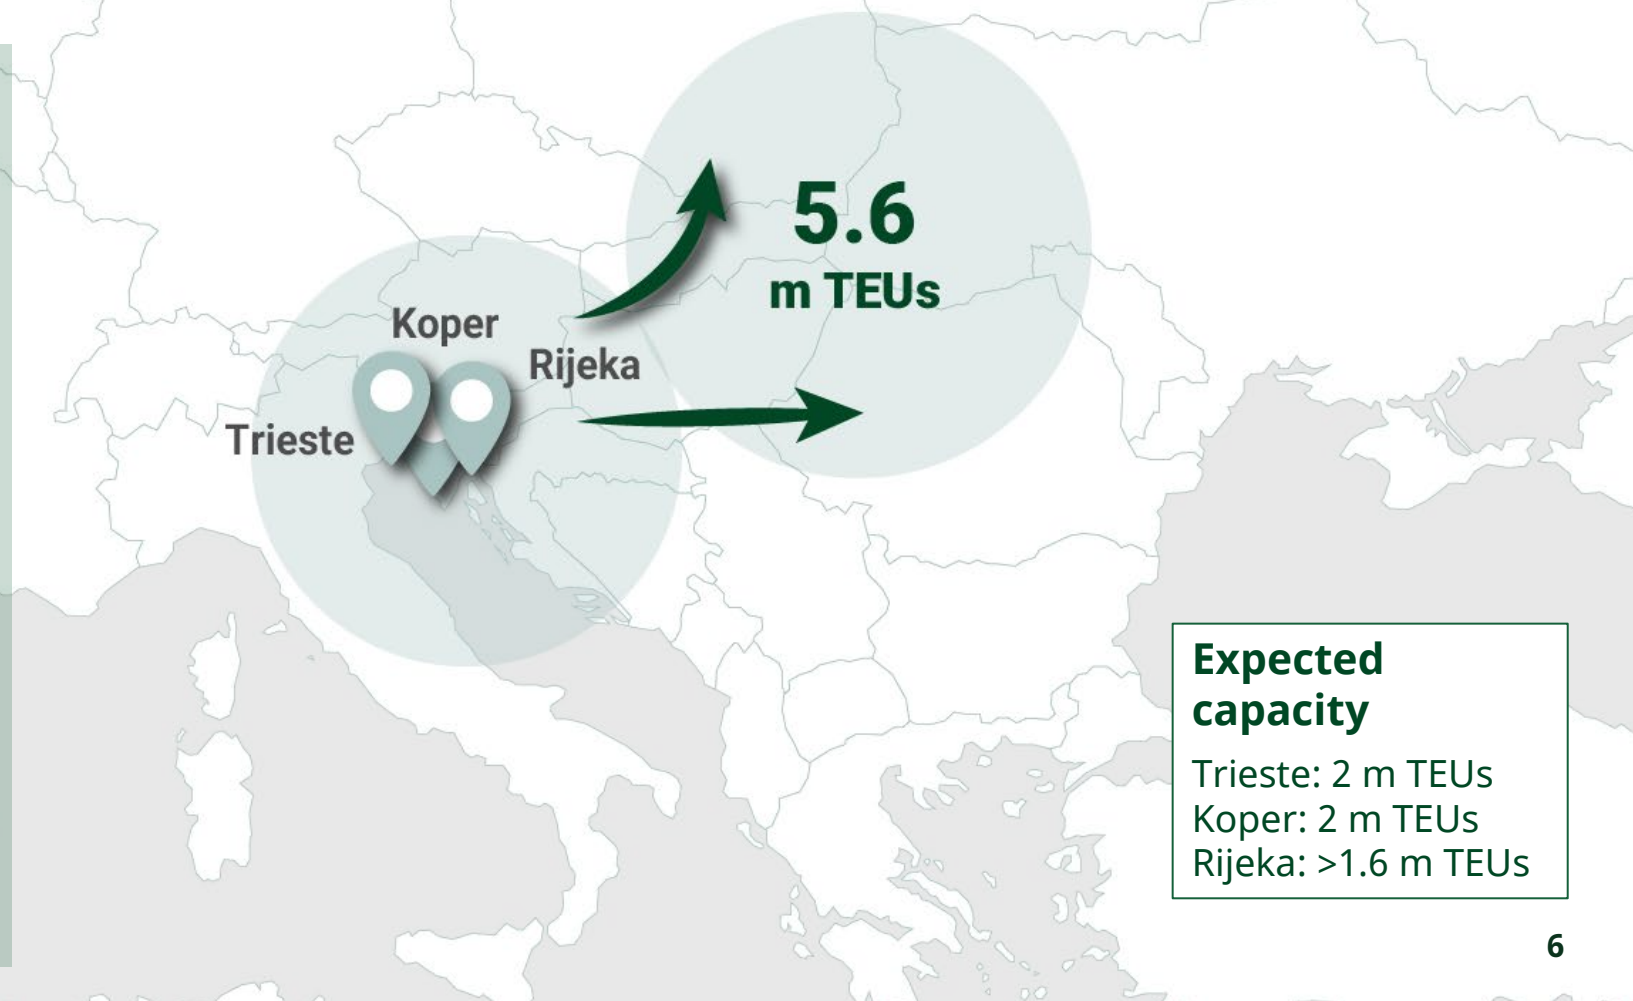 5.6
m TEUs
Koper
Rijeka
Trieste
Expected
capacity
Trieste: 2 m TEUs
Koper: 2 m TEUs
Rijeka: >1.6 m TEUs
6